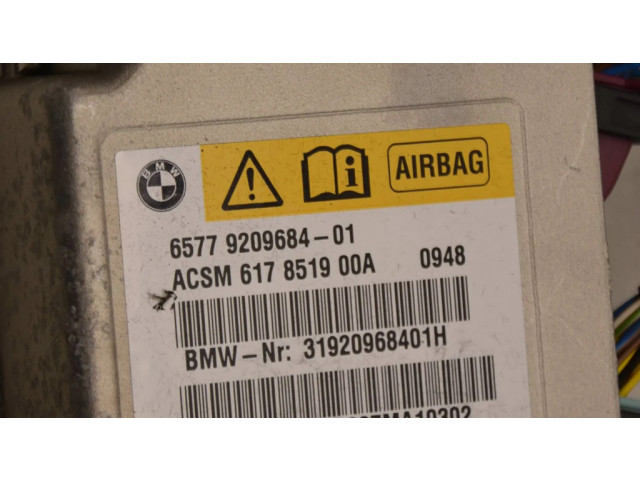 BMW
AIRBAG
6577 9209684-01
ACSM 617 8519 00A 0948
BMW-Nr: 31920968401H